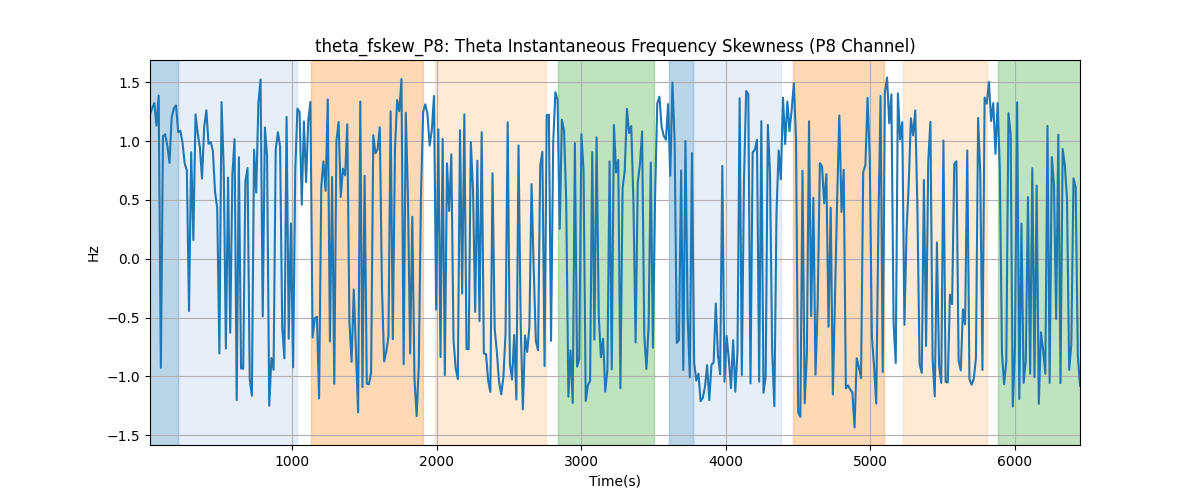 theta_fskew_P8: Theta Instantaneous Frequency Skewness (P8 Channel)
1.5
1.0
0.5
0.0
−0.5
−1.0
−1.5
Hz
1000 2000 3000 4000 5000 6000
Time(s)